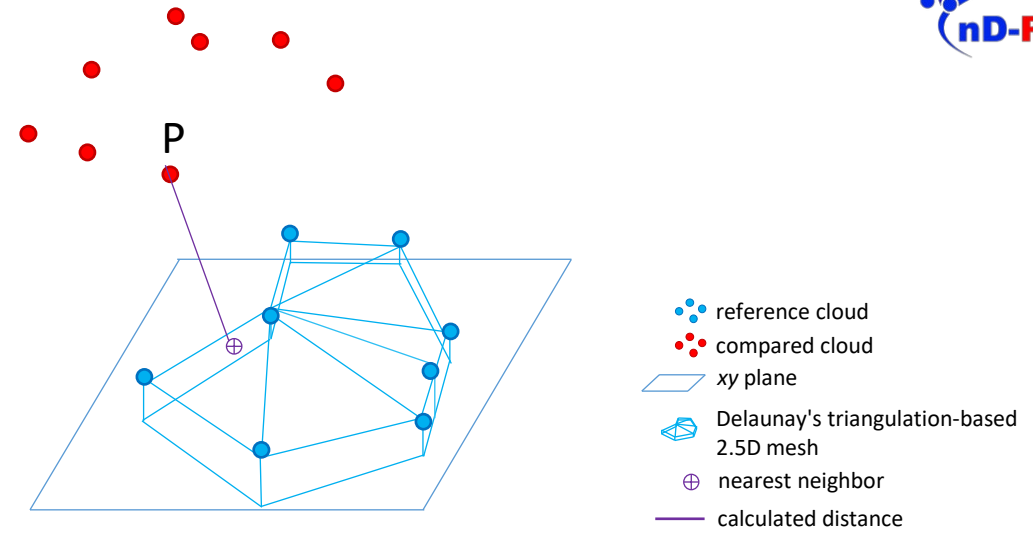 nD-
P
reference cloud
compared cloud
xy plane
Delaunay's triangulation-based
2.5D mesh
nearest neighbor
calculated distance